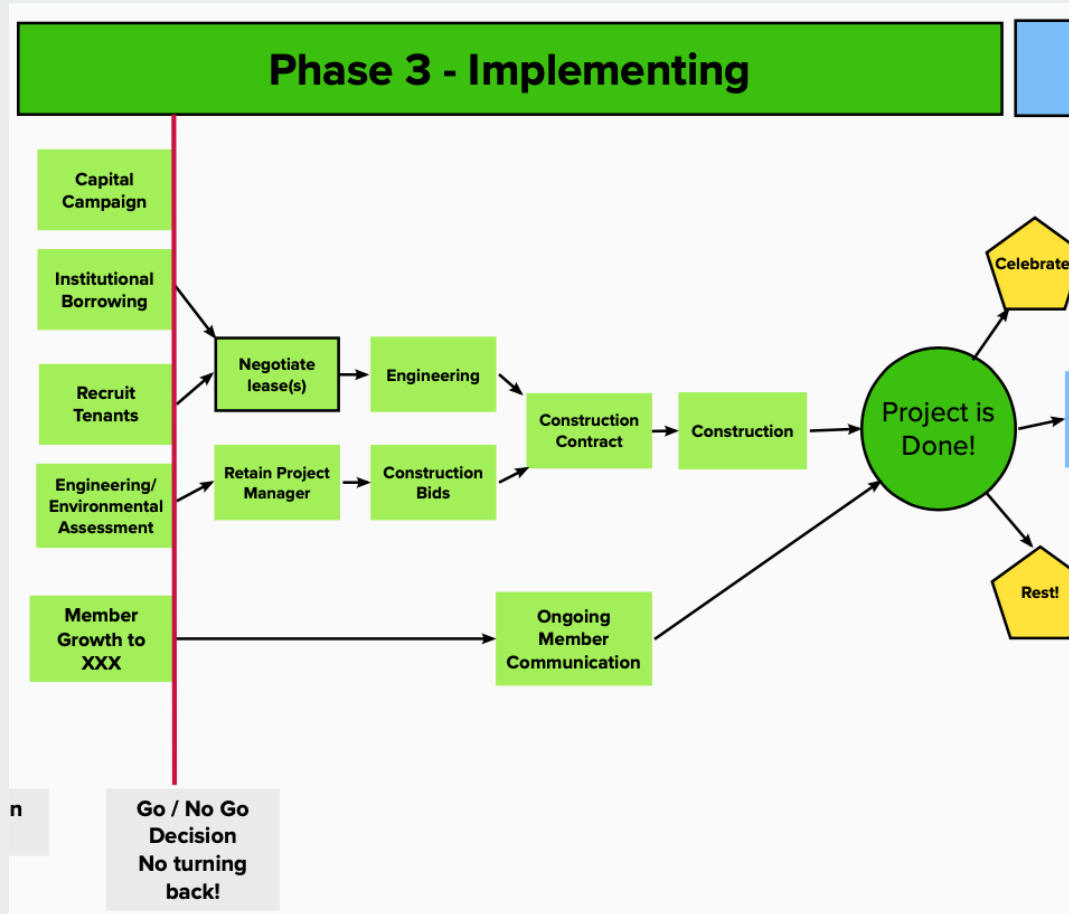 Phase 3 - Implementing
Capital
Campaign
Institutional
Borrowing
Recruit
Tenants
Engineering/
Environmental
Assessment
Member
Growth to
XXX
Negotiate
lease(s)
Engineering
Retain Project
Manager
Construction
Bids
Construction
Contract
Construction
Ongoing
Member
Communication
Project is
Done!
Celebrate
Rest!
n
Go / No Go
Decision
No turning
back!